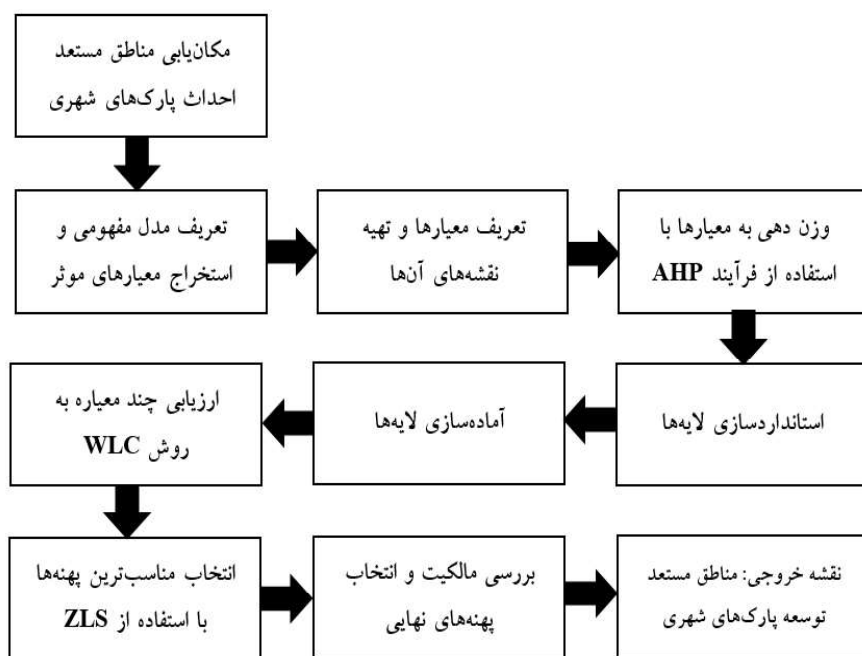 مکان‌یابی مناطق مستعد
احداث پارک‌های شهری
تعریف مدل مفهومی و
استخراج معیارهای موثر
تعریف معیارها و تهیه
نقشه‌های آن‌ها
وزن دهی به معیارها با
استفاده از فرآیند AHP
استانداردسازی لایه‌ها
آماده‌سازی لایه‌ها
ارزیابی چند معیاره به
روش WLC
انتخاب مناسب‌ترین پهنه‌ها
با استفاده از ZLS
بررسی مالکیت و انتخاب
پهنه‌های نهایی
نقشه خروجی: مناطق مستعد
توسعه پارک‌های شهری